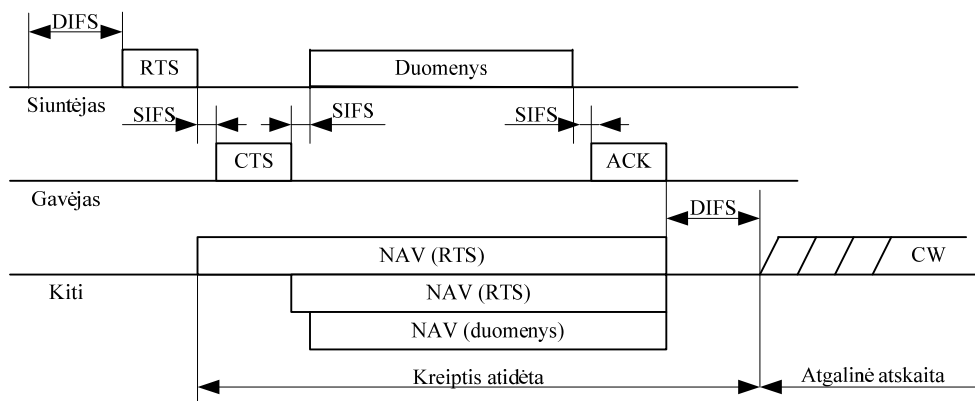 DIFS
RTS
Duomenys
Siuntėjas
SIFS
SIFS
SIFS
CTS
ACK
Gavėjas
DIFS
NAV (RTS)
CW
Kiti
NAV (RTS)
NAV (duomenys)
Kreiptis atidėta
Atgalinė atskaita